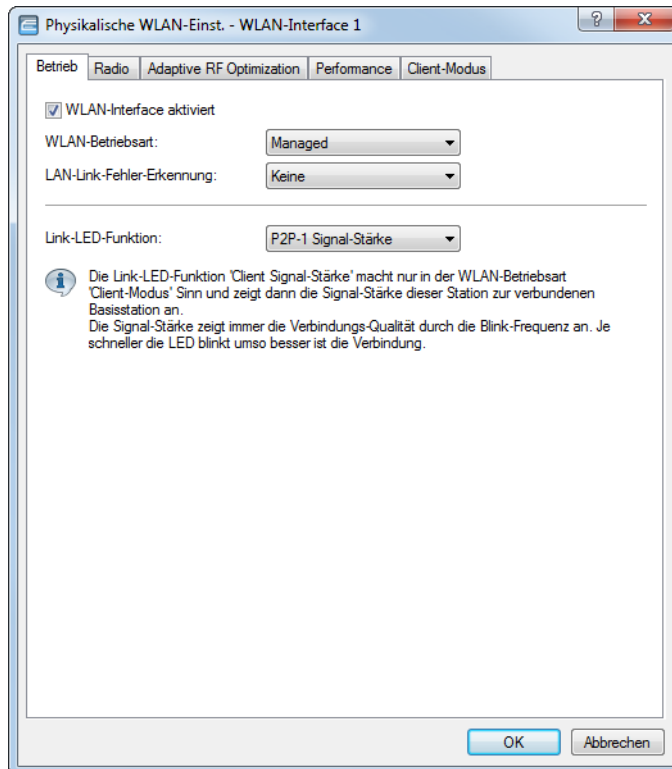 Physikalische WLAN-Einst. - WLAN-Interface 1
Betrieb Radio Adaptive RF Optimization Performance Client-Modus
WLAN-Interface aktiviert
WLAN-Betriebsart: Managed
LAN-Link-Fehler-Erkennung: Keine
Link-LED-Funktion: P2P-1 Signal-Stärke
Die Link-LED-Funktion 'Client Signal-Stärke' macht nur in der WLAN-Betriebsart
'Client-Modus' Sinn und zeigt dann die Signal-Stärke dieser Station zur verbundenen
Basisstation an.
Die Signal-Stärke zeigt immer die Verbindungs-Qualität durch die Blink-Frequenz an. Je
schneller die LED blinkt umso besser ist die Verbindung.
OK Abbrechen